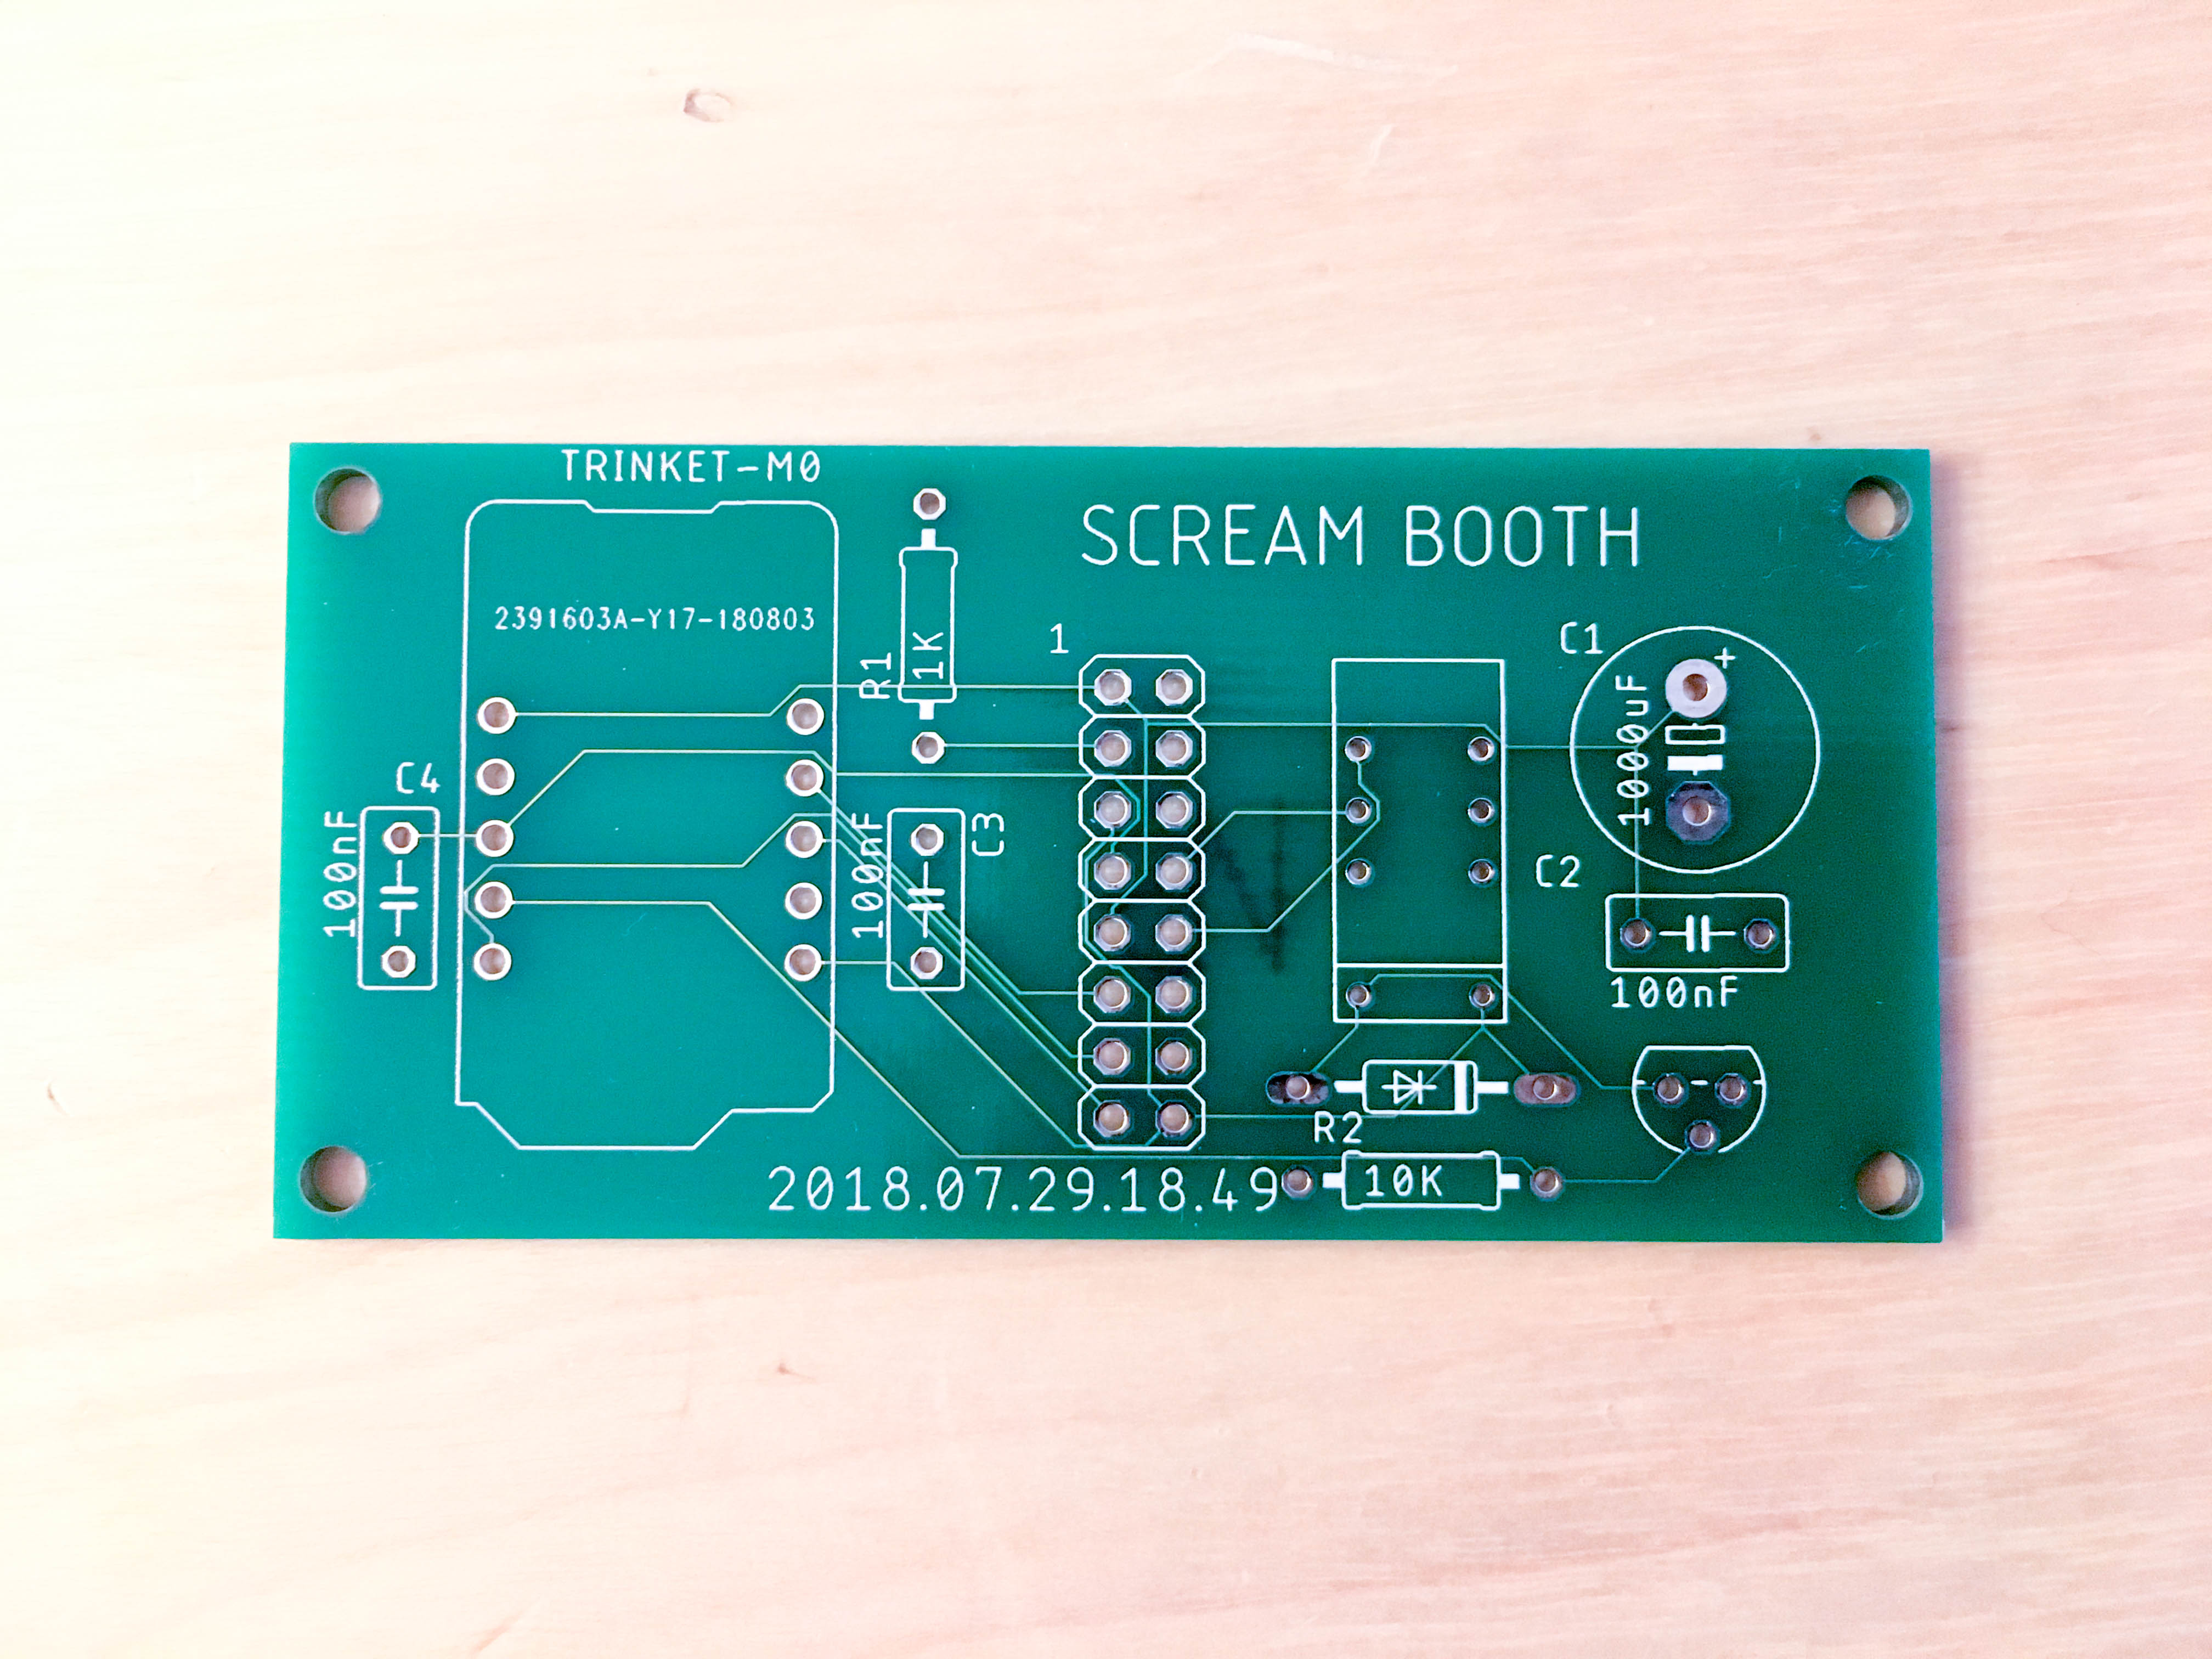 TRINKET-M0
SCREAM BOOTH
2391603A-Y17-180803
R1
1K
1
C1
+
1000uF
C4
100nF
100nF
C3
C2
100nF
R2
10K
2018.07.29.18.49